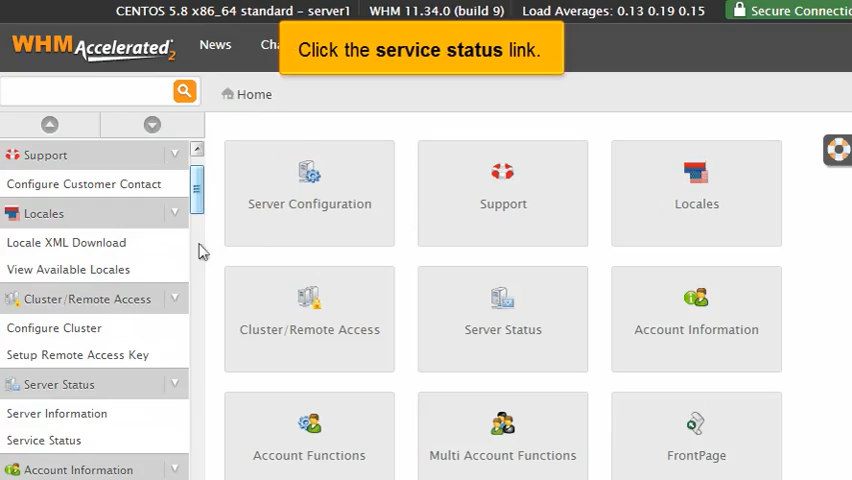 CENTOS 5.8 x86_64 standard – server1 WHM 11.34.0 (build 9) Load Averages: 0.13 0.19 0.15 Secure Connectio
WHM Accelerated2
News
Click the service status link.
Home
Support
Configure Customer Contact
Locales
Locale XML Download
View Available Locales
Cluster/Remote Access
Configure Cluster
Setup Remote Access Key
Server Status
Server Information
Service Status
Account Information
Server Configuration
Support
Locales
Cluster/Remote Access
Server Status
Account Information
Account Functions
Multi Account Functions
FrontPage